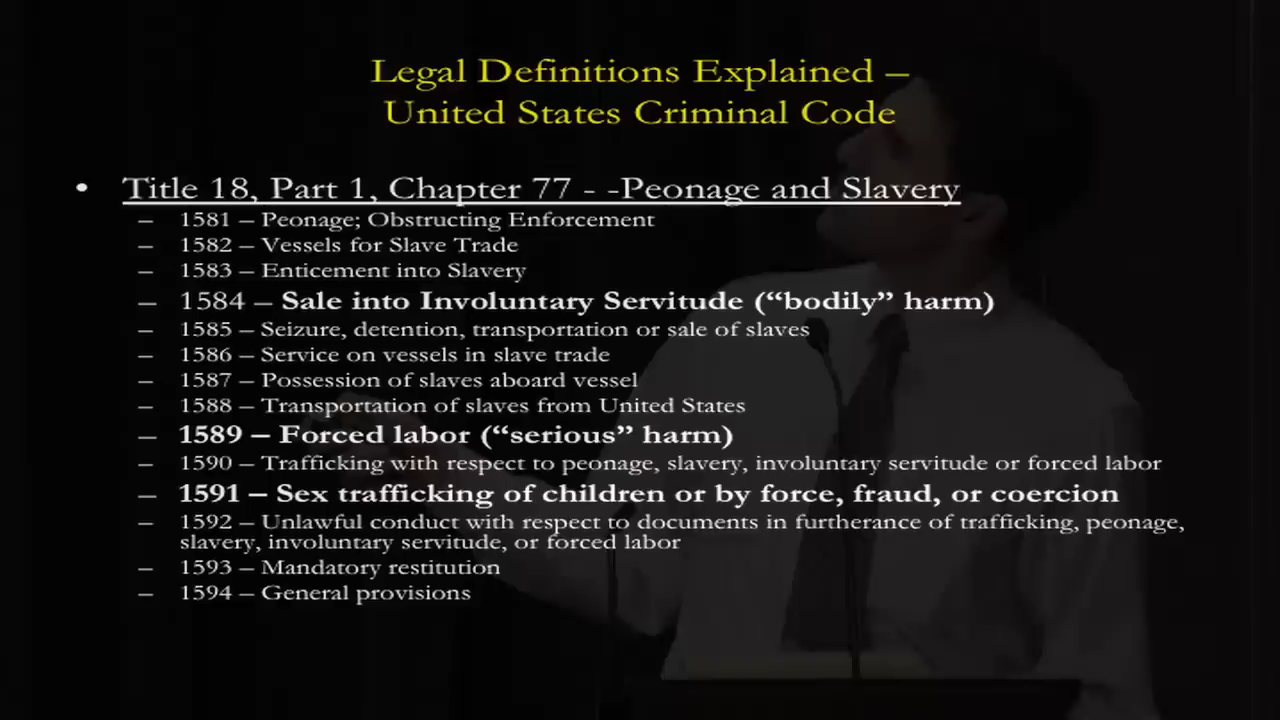 Legal Definitions Explained –
United States Criminal Code
• Title 18, Part 1, Chapter 77 - -Peonage and Slavery
– 1581 – Peonage; Obstructing Enforcement
– 1582 – Vessels for Slave Trade
– 1583 – Enticement into Slavery
– 1584 – Sale into Involuntary Servitude (“bodily” harm)
– 1585 – Seizure, detention, transportation or sale of slaves
– 1586 – Service on vessels in slave trade
– 1587 – Possession of slaves aboard vessel
– 1588 – Transportation of slaves from United States
– 1589 – Forced labor (“serious” harm)
– 1590 – Trafficking with respect to peonage, slavery, involuntary servitude or forced labor
– 1591 – Sex trafficking of children or by force, fraud, or coercion
– 1592 – Unlawful conduct with respect to documents in furtherance of trafficking, peonage,
slavery, involuntary servitude, or forced labor
– 1593 – Mandatory restitution
– 1594 – General provisions